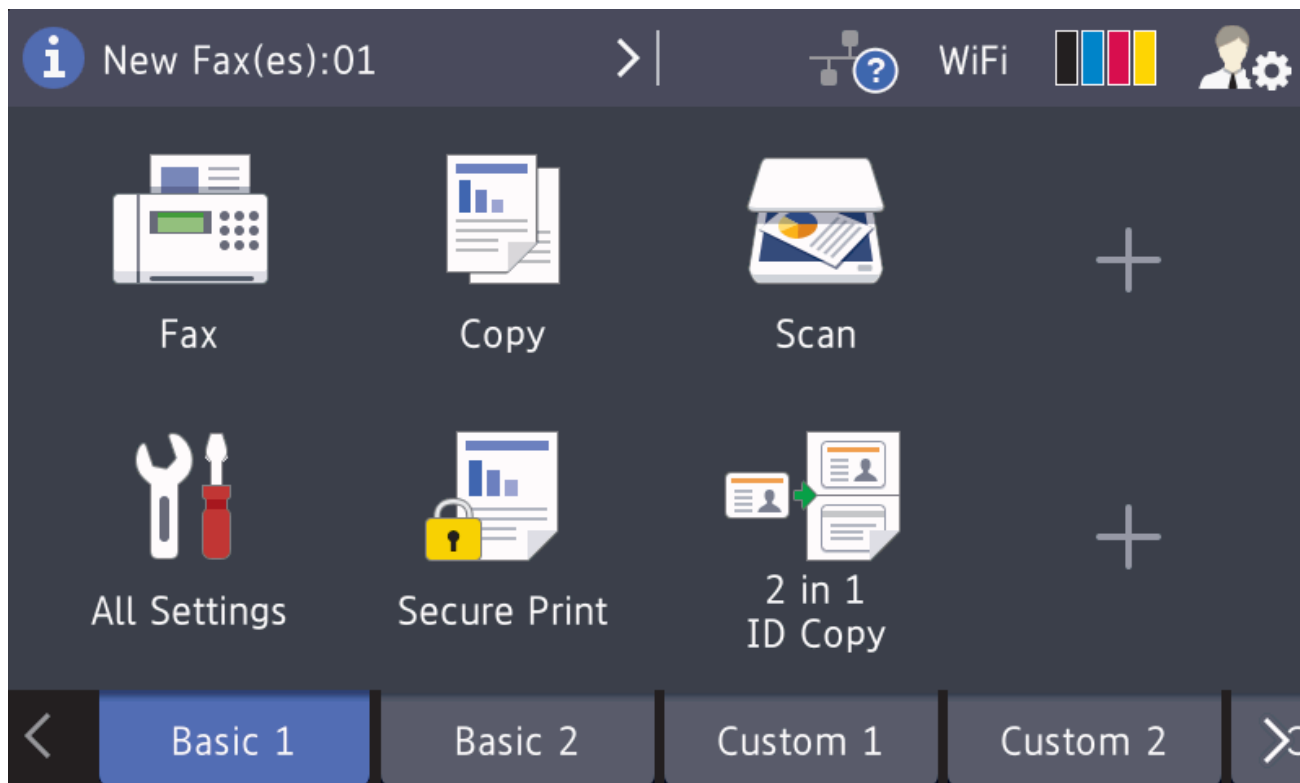 New Fax(es):01
WiFi
Fax
Copy
Scan
All Settings
Secure Print
2 in 1
ID Copy
Basic 1
Basic 2
Custom 1
Custom 2